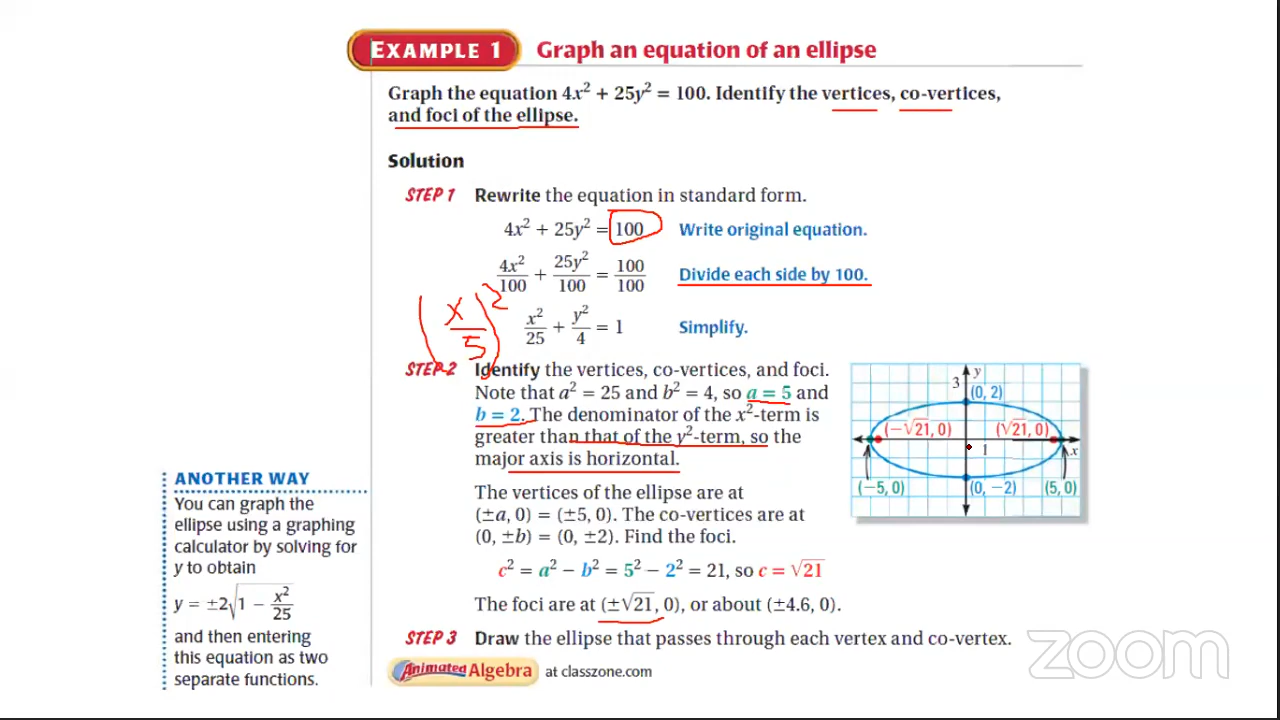 EXAMPLE 1 Graph an equation of an ellipse
Graph the equation 4x² + 25y² = 100. Identify the vertices, co-vertices,
and foci of the ellipse.
Solution
STEP 1 Rewrite the equation in standard form.
4x² + 25y² = 100 Write original equation.
4x²/100 + 25y²/100 = 100/100 Divide each side by 100.
(x/5)²
x²/25 + y²/4 = 1 Simplify.
STEP 2 Identify the vertices, co-vertices, and foci.
Note that a² = 25 and b² = 4, so a = 5 and
b = 2. The denominator of the x²-term is
greater than that of the y²-term, so the
major axis is horizontal.
The vertices of the ellipse are at
(±a, 0) = (±5, 0). The co-vertices are at
(0, ±b) = (0, ±2). Find the foci.
c² = a² − b² = 5² − 2² = 21, so c = √21
The foci are at (±√21, 0), or about (±4.6, 0).
STEP 3 Draw the ellipse that passes through each vertex and co-vertex.
Animated Algebra at classzone.com
3 y
(0, 2)
(−√21, 0) (√21, 0)
1 x
(−5, 0) (0, −2) (5, 0)
ANOTHER WAY
You can graph the
ellipse using a graphing
calculator by solving for
y to obtain
y = ±2√(1 − x²/25)
and then entering
this equation as two
separate functions.
zoom